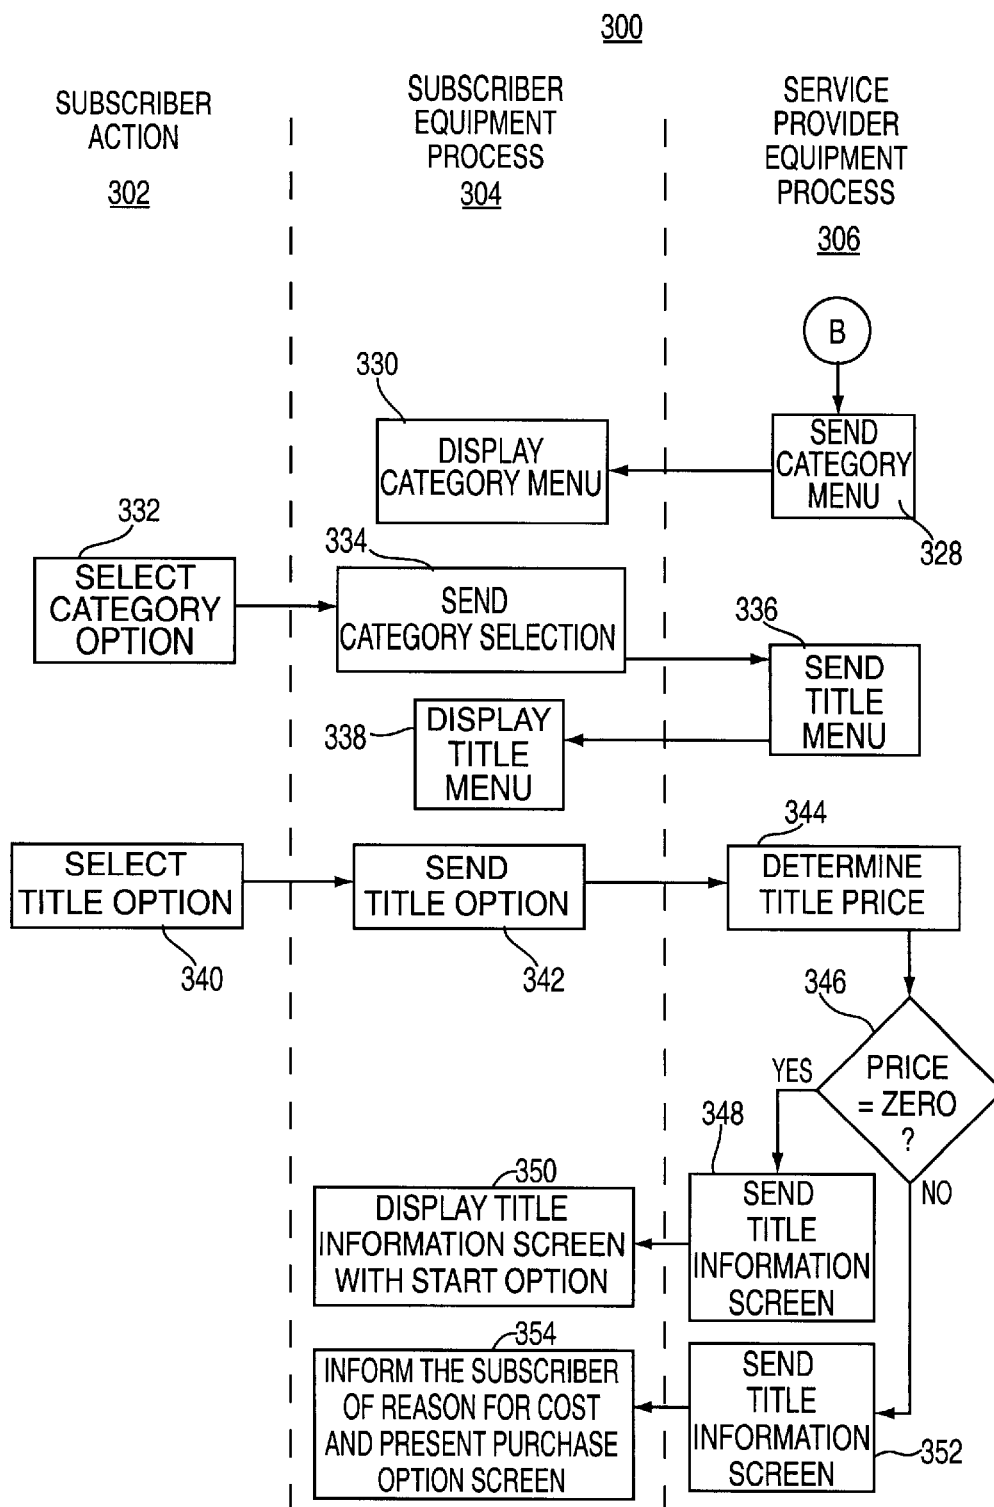 300
SUBSCRIBER
ACTION
302
SUBSCRIBER
EQUIPMENT
PROCESS
304
SERVICE
PROVIDER
EQUIPMENT
PROCESS
306
B
330
DISPLAY
CATEGORY MENU
SEND
CATEGORY
MENU
328
332
SELECT
CATEGORY
OPTION
334
SEND
CATEGORY SELECTION
336
SEND
TITLE
MENU
338
DISPLAY
TITLE
MENU
SELECT
TITLE OPTION
340
SEND
TITLE OPTION
342
344
DETERMINE
TITLE PRICE
346
PRICE
= ZERO
?
YES
NO
348
SEND
TITLE
INFORMATION
SCREEN
350
DISPLAY TITLE
INFORMATION SCREEN
WITH START OPTION
354
INFORM THE SUBSCRIBER
OF REASON FOR COST
AND PRESENT PURCHASE
OPTION SCREEN
SEND
TITLE
INFORMATION
SCREEN
352